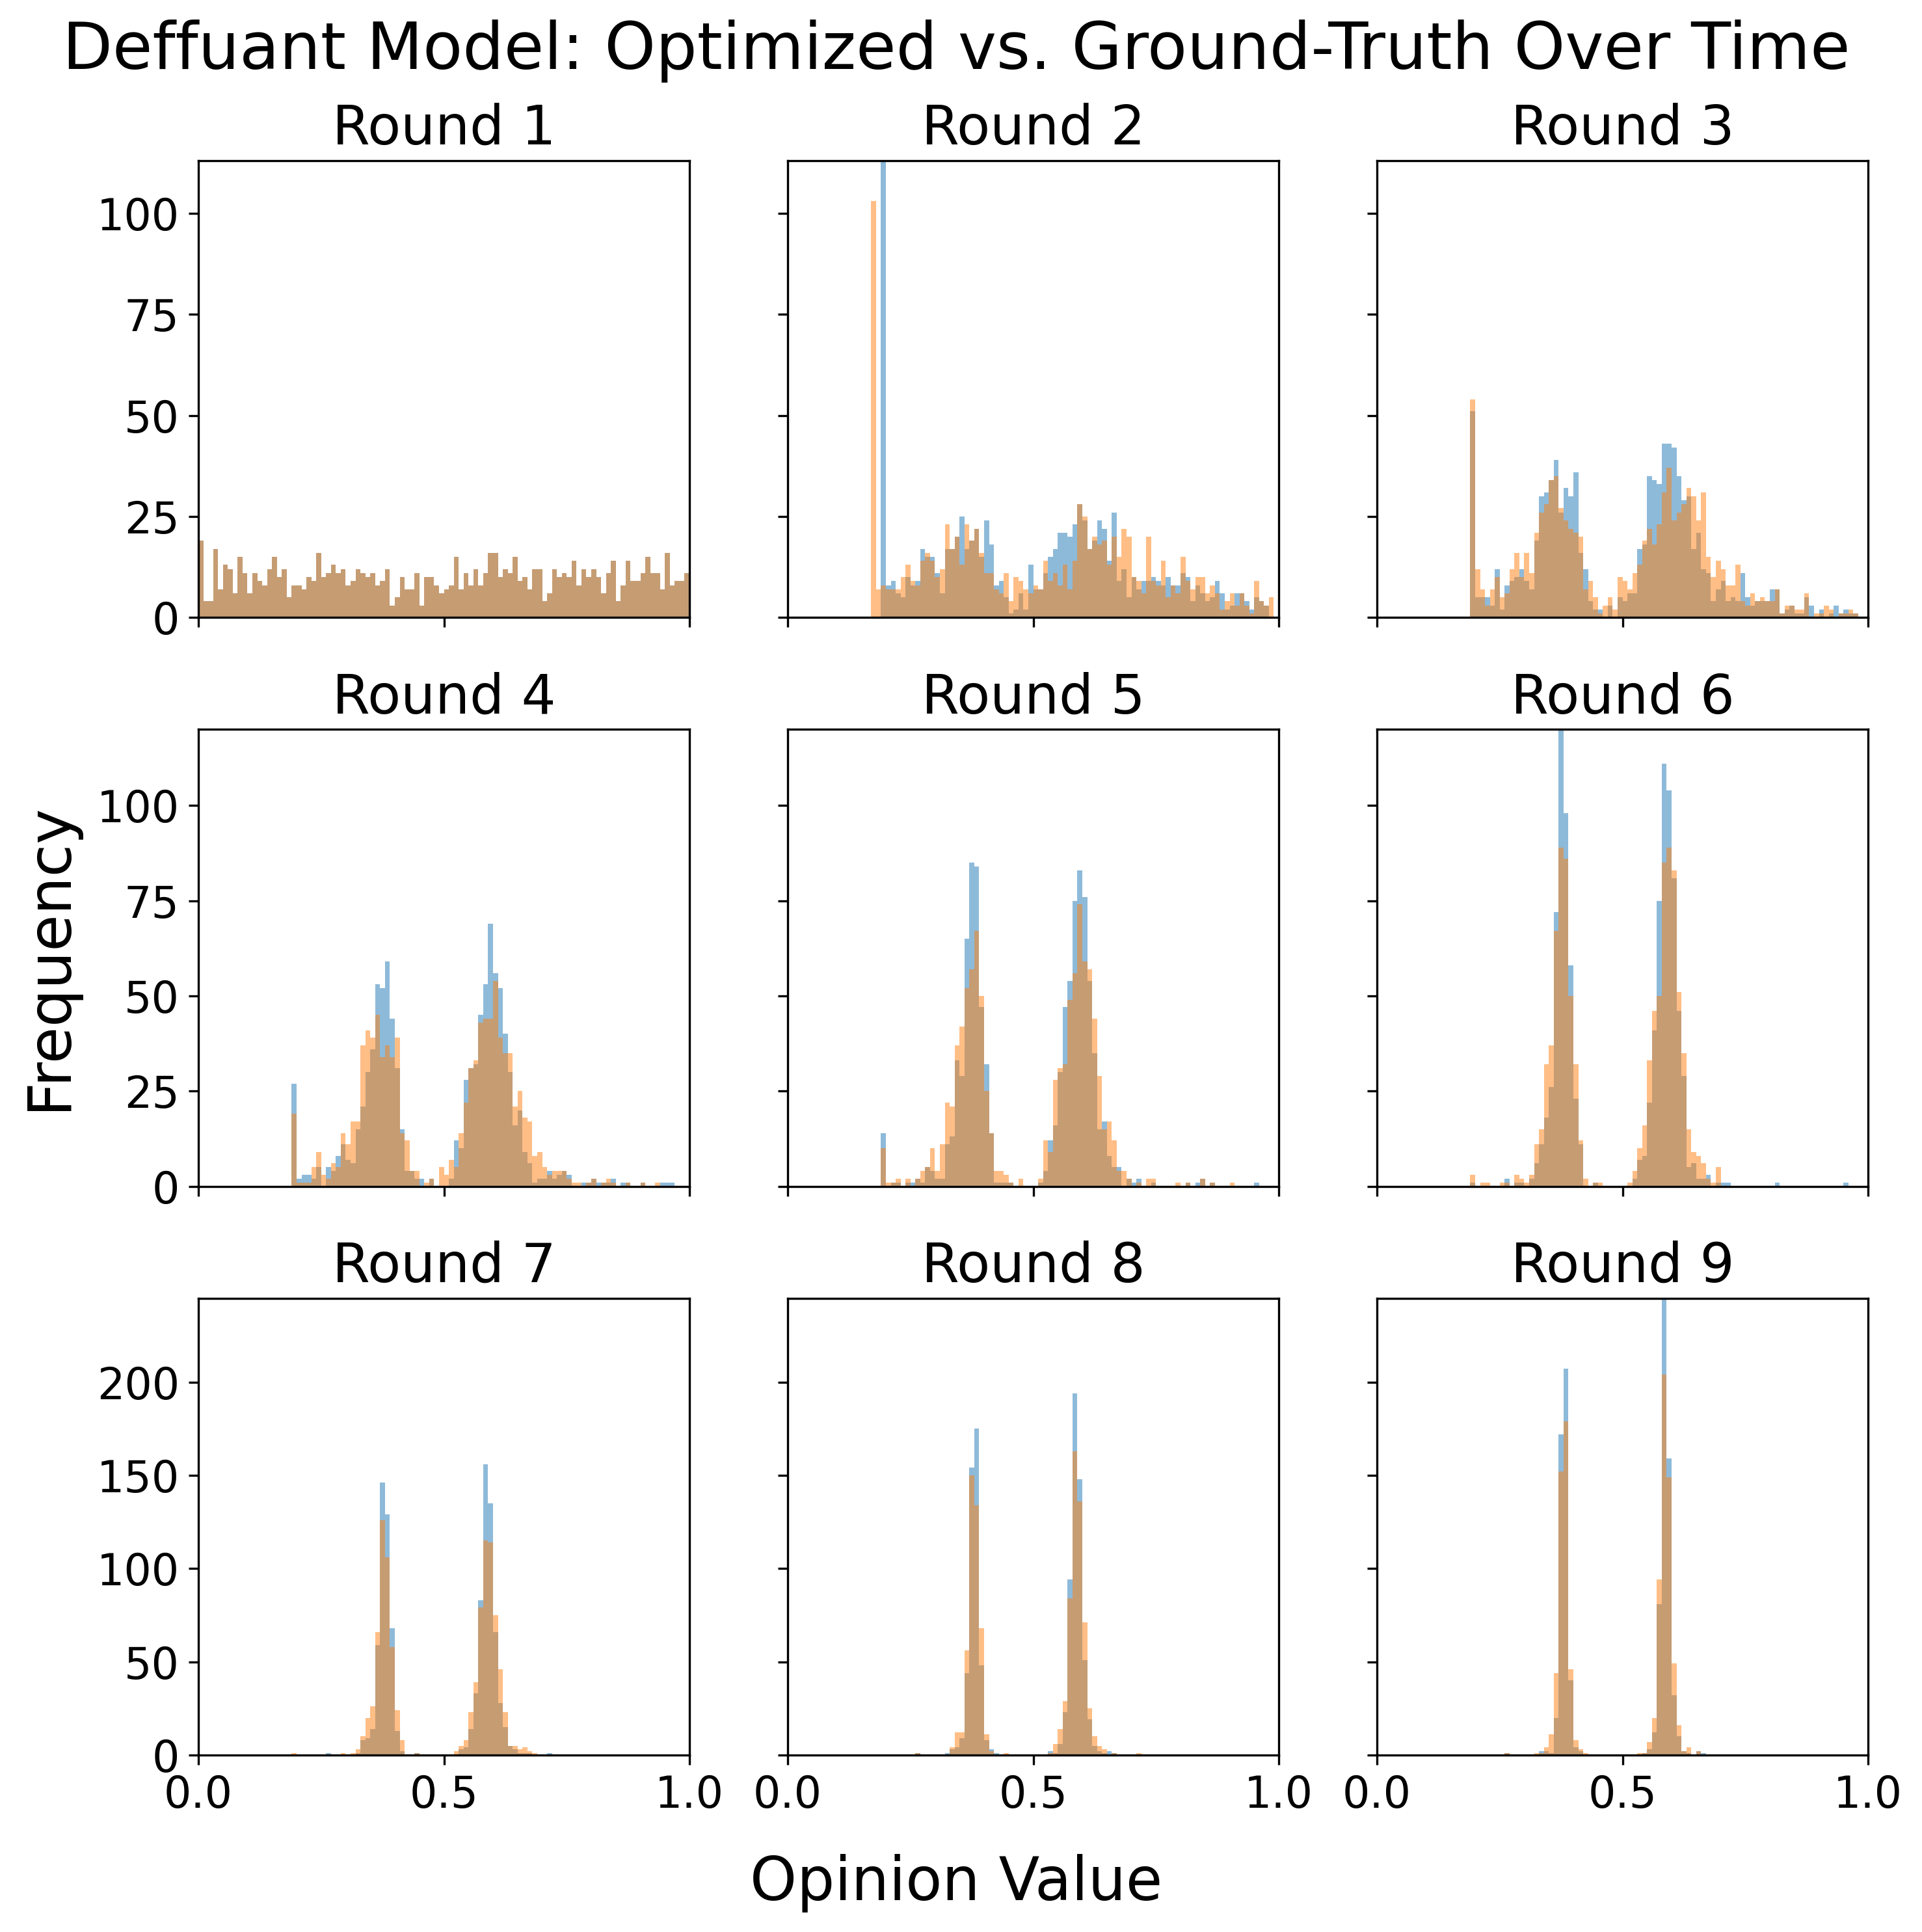 Deffuant Model: Optimized vs. Ground-Truth Over Time
Round 1
Round 2
Round 3
100
75
50
25
0
Round 4
Round 5
Round 6
Frequency
100
75
50
25
0
Round 7
Round 8
Round 9
200
150
100
50
0
0.0 0.5 1.0
0.0 0.5 1.0
0.0 0.5 1.0
Opinion Value